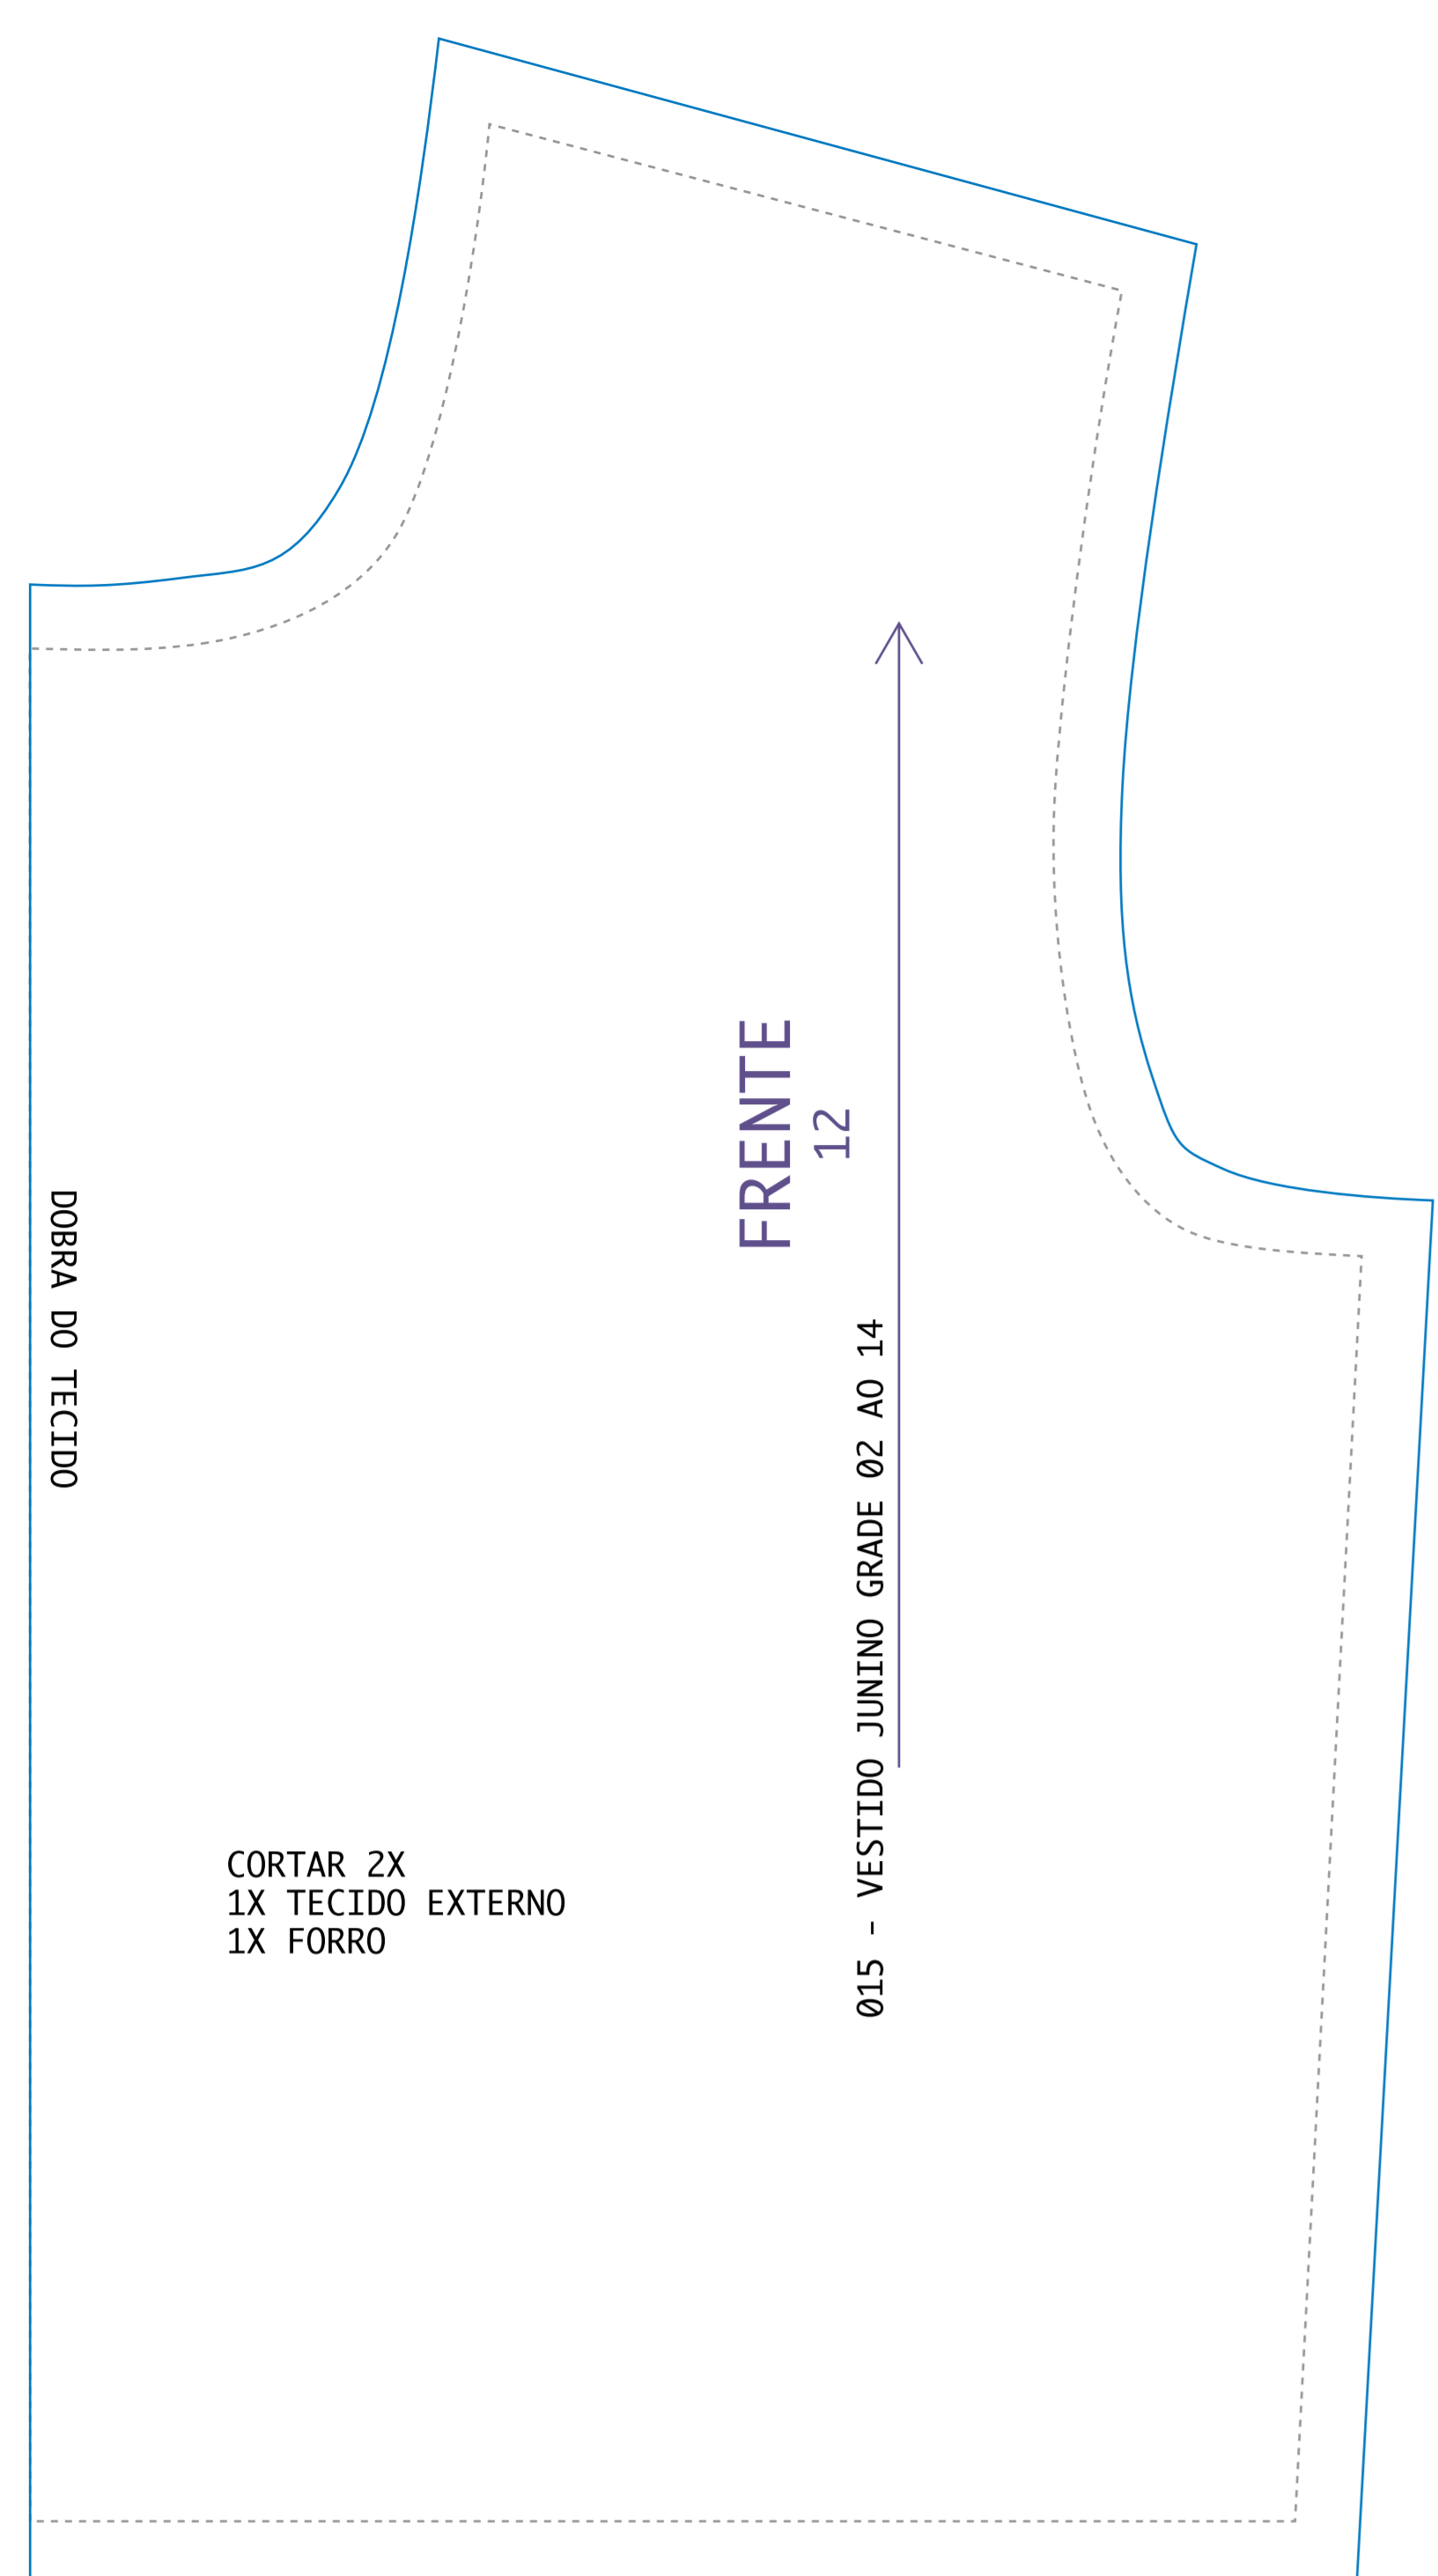 FRENTE
12
DOBRA DO TECIDO
015 - VESTIDO JUNINO GRADE 02 AO 14
CORTAR 2X
1X TECIDO EXTERNO
1X FORRO